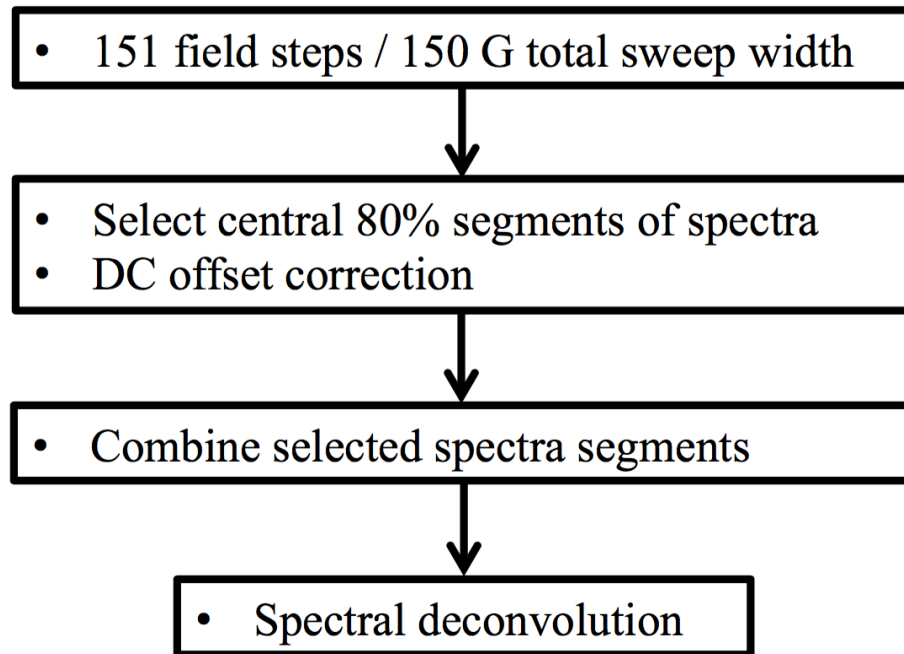 • 151 field steps / 150 G total sweep width
• Select central 80% segments of spectra
• DC offset correction
• Combine selected spectra segments
• Spectral deconvolution